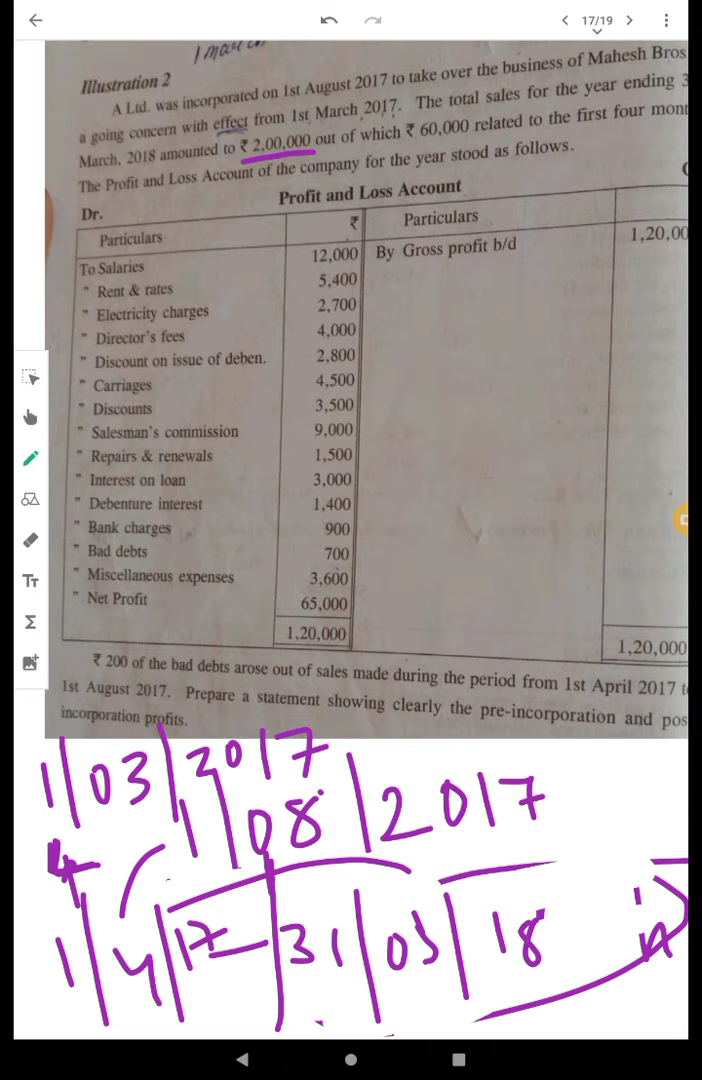 17/19
1 march
Illustration 2
A Ltd. was incorporated on 1st August 2017 to take over the business of Mahesh Bros
a going concern with effect from 1st March 2017. The total sales for the year ending 3
March, 2018 amounted to ₹ 2,00,000 out of which ₹ 60,000 related to the first four mont
The Profit and Loss Account of the company for the year stood as follows.
Dr. Profit and Loss Account
Particulars ₹ Particulars
To Salaries 12,000 By Gross profit b/d 1,20,00
" Rent & rates 5,400
" Electricity charges 2,700
" Director's fees 4,000
" Discount on issue of deben. 2,800
" Carriages 4,500
" Discounts 3,500
" Salesman's commission 9,000
" Repairs & renewals 1,500
" Interest on loan 3,000
" Debenture interest 1,400
" Bank charges 900
" Bad debts 700
" Miscellaneous expenses 3,600
" Net Profit 65,000
1,20,000 1,20,000
₹ 200 of the bad debts arose out of sales made during the period from 1st April 2017 t
1st August 2017. Prepare a statement showing clearly the pre-incorporation and pos
incorporation profits.
1/03/2017
1/08/2017
1/4/17 31/03/18